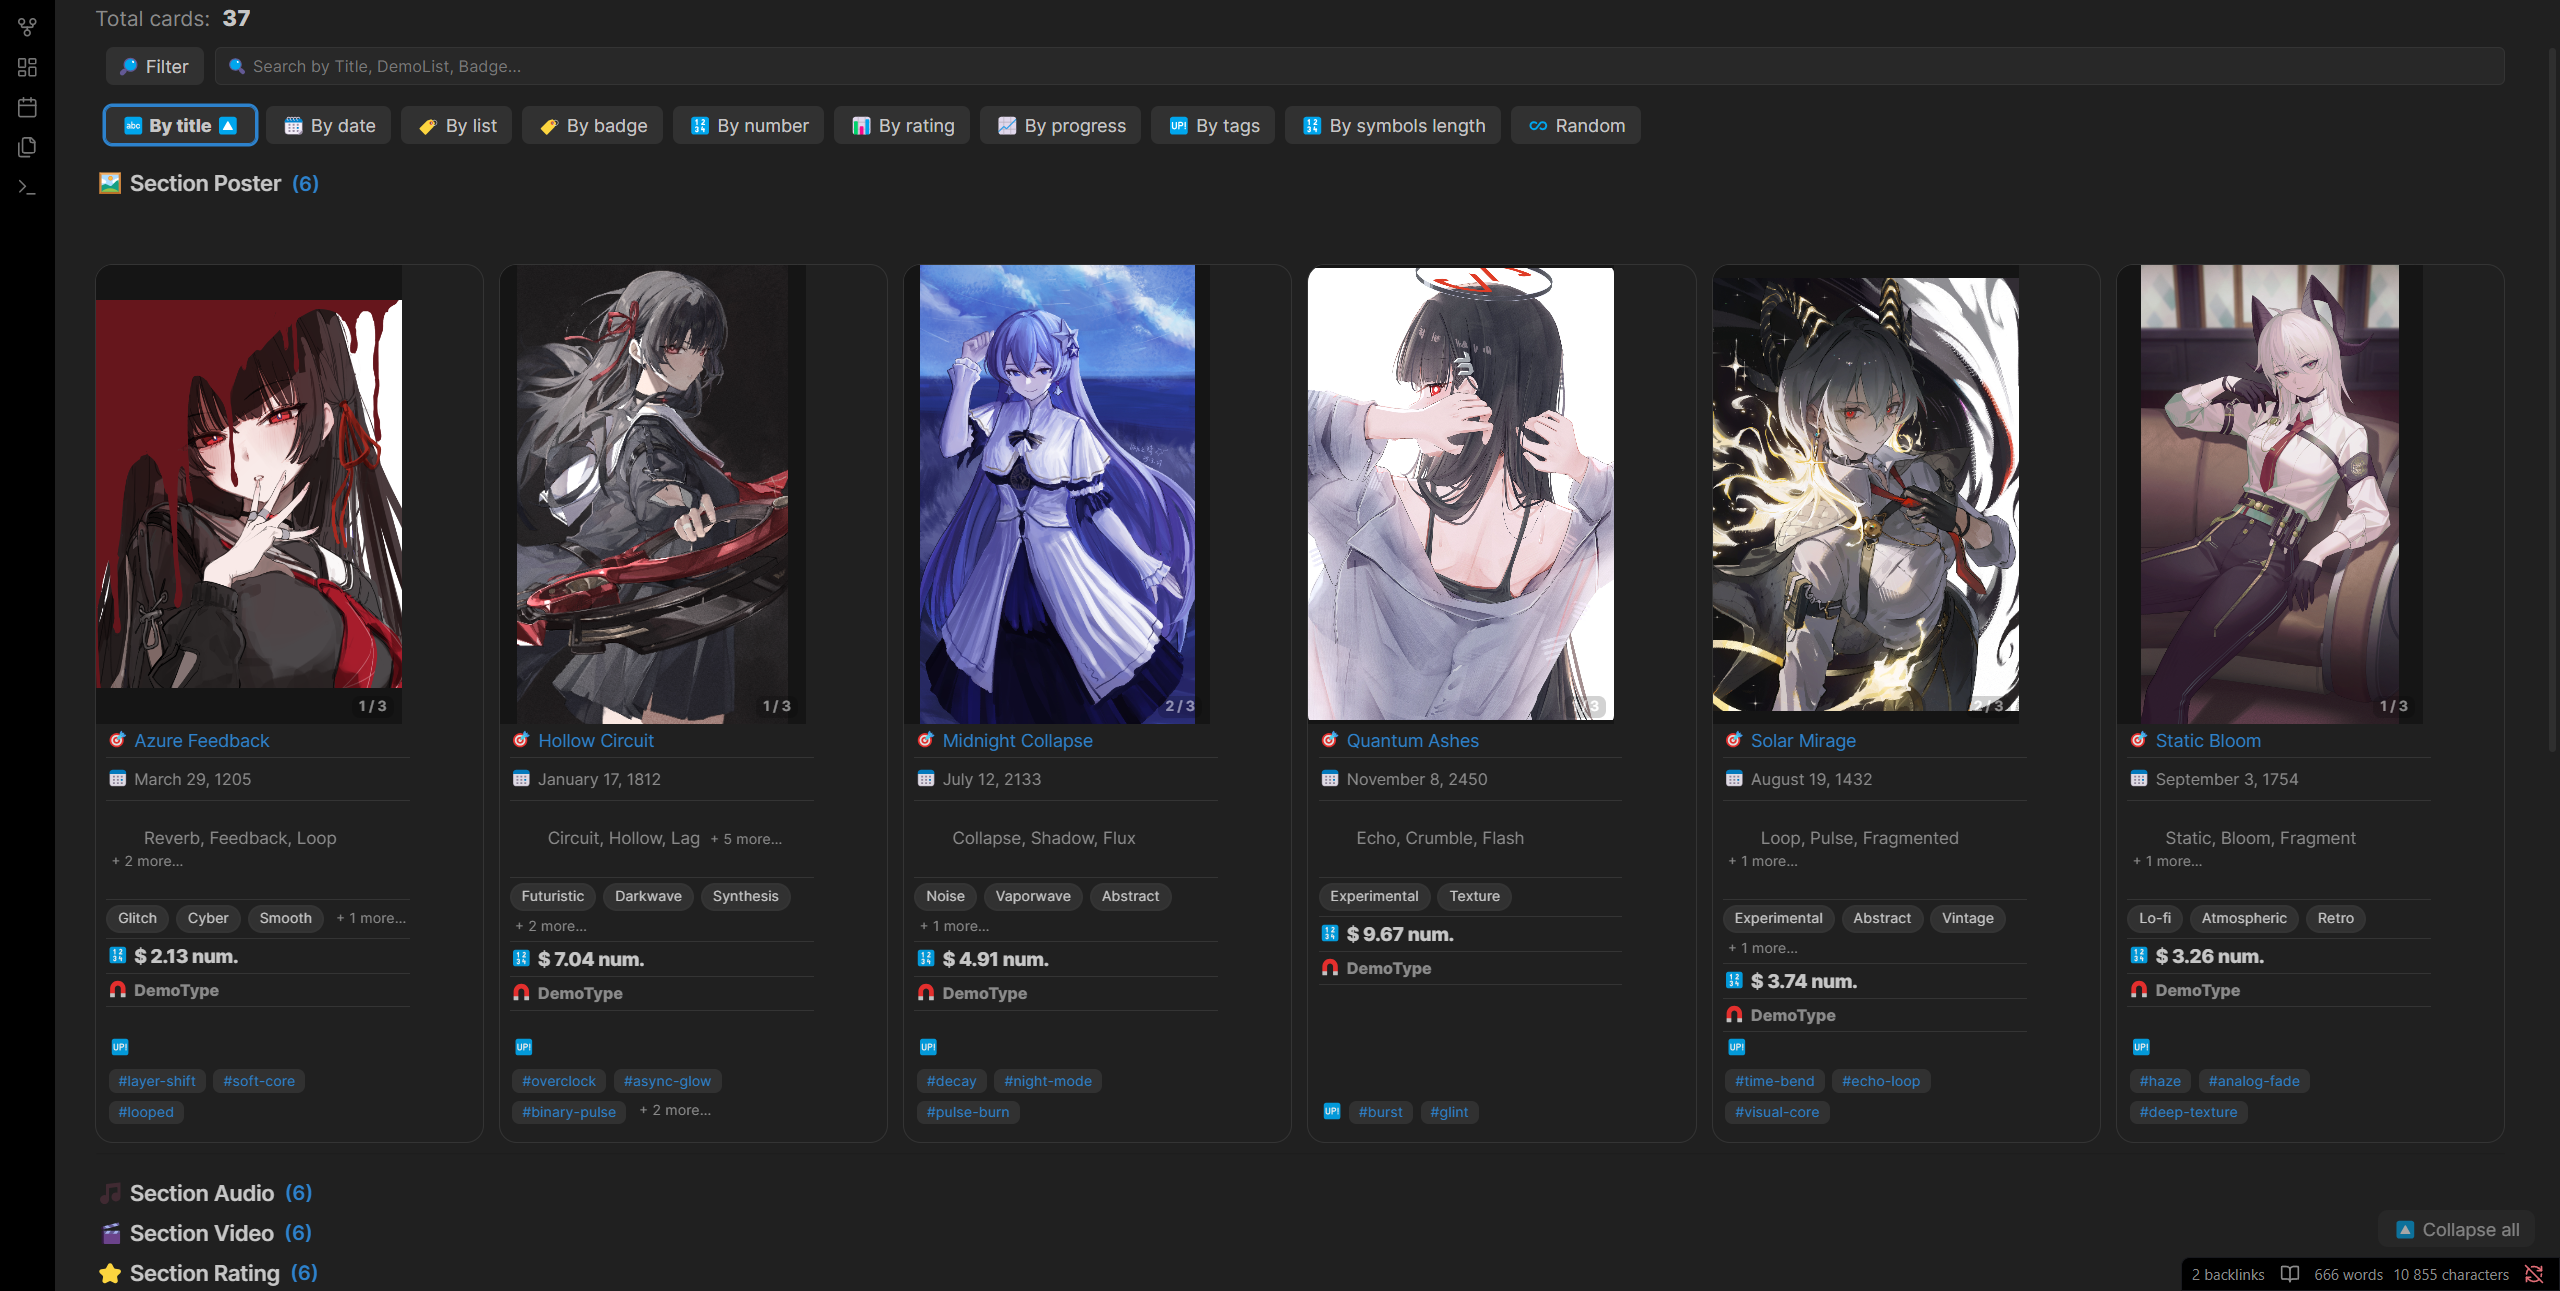 Total cards: 37
Filter
Search by Title, DemoList, Badge...
abc By title
By date
By list
By badge
By number
By rating
By progress
UP! By tags
By symbols length
Random
Section Poster (6)
1 / 3
Azure Feedback
March 29, 1205
Reverb, Feedback, Loop
+ 2 more...
Glitch Cyber Smooth + 1 more...
$ 2.13 num.
DemoType
UP!
#layer-shift #soft-core
#looped
1 / 3
Hollow Circuit
January 17, 1812
Circuit, Hollow, Lag + 5 more...
Futuristic Darkwave Synthesis
+ 2 more...
$ 7.04 num.
DemoType
UP!
#overclock #async-glow
#binary-pulse + 2 more...
2 / 3
Midnight Collapse
July 12, 2133
Collapse, Shadow, Flux
Noise Vaporwave Abstract
+ 1 more...
$ 4.91 num.
DemoType
UP!
#decay #night-mode
#pulse-burn
/ 3
Quantum Ashes
November 8, 2450
Echo, Crumble, Flash
Experimental Texture
$ 9.67 num.
DemoType
UP! #burst #glint
2 / 3
Solar Mirage
August 19, 1432
Loop, Pulse, Fragmented
+ 1 more...
Experimental Abstract Vintage
+ 1 more...
$ 3.74 num.
DemoType
UP!
#time-bend #echo-loop
#visual-core
1 / 3
Static Bloom
September 3, 1754
Static, Bloom, Fragment
+ 1 more...
Lo-fi Atmospheric Retro
$ 3.26 num.
DemoType
UP!
#haze #analog-fade
#deep-texture
Section Audio (6)
Section Video (6)
Section Rating (6)
Collapse all
2 backlinks 666 words 10 855 characters